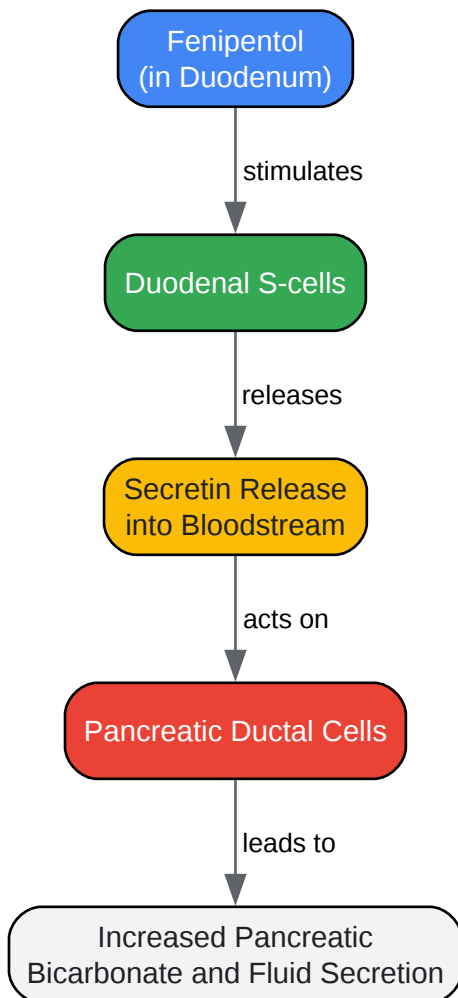 Fenipentol
(in Duodenum)
stimulates
Duodenal S-cells
releases
Secretin Release
into Bloodstream
acts on
Pancreatic Ductal Cells
leads to
Increased Pancreatic
Bicarbonate and Fluid Secretion